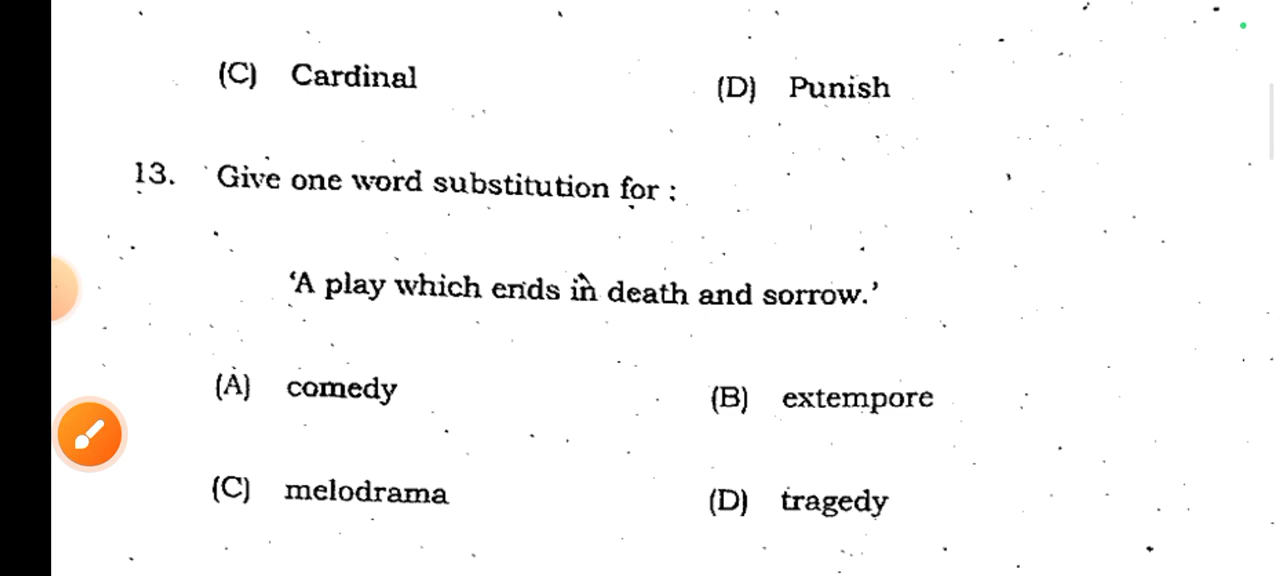 (C) Cardinal (D) Punish
13. Give one word substitution for :
‘A play which ends in death and sorrow.’
(A) comedy (B) extempore
(C) melodrama (D) tragedy